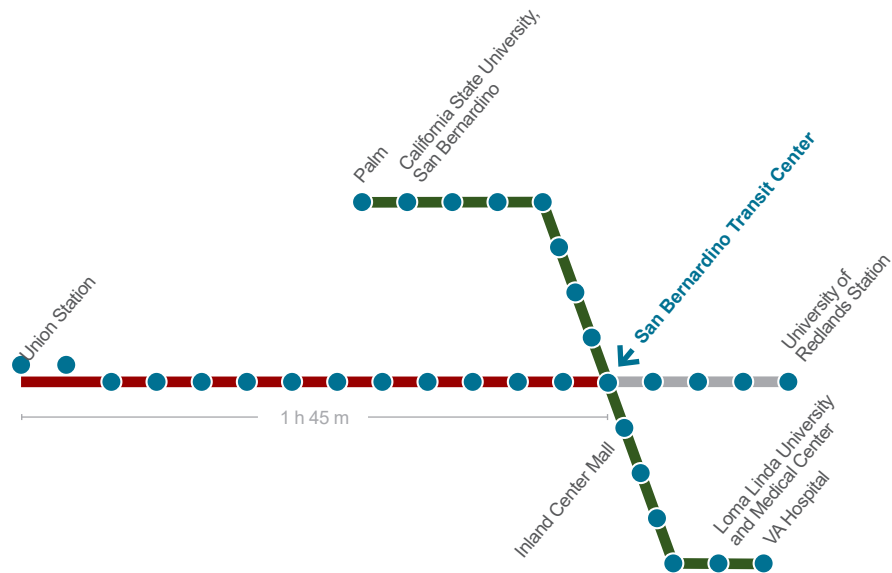 Palm
California State University,
San Bernardino
San Bernardino Transit Center
Union Station
University of
Redlands Station
1 h 45 m
Inland Center Mall
Loma Linda University
and Medical Center
VA Hospital